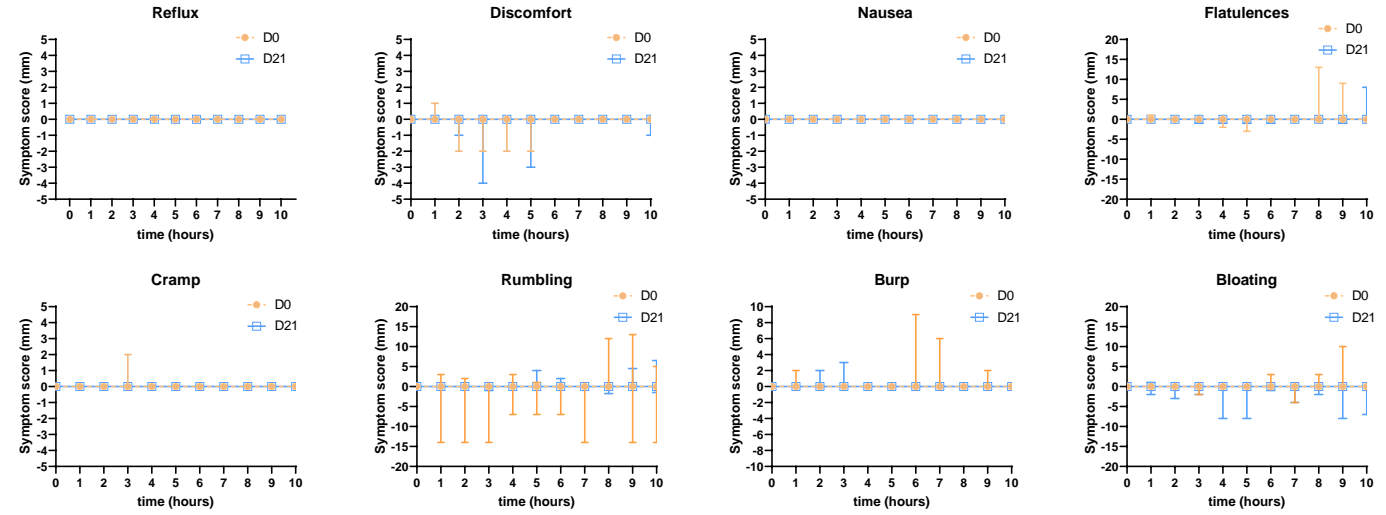 Reflux
D0
D21
5
4
3
2
1
0
-1
-2
-3
-4
-5
Symptom score (mm)
0 1 2 3 4 5 6 7 8 9 10
time (hours)
Discomfort
D0
D21
5
4
3
2
1
0
-1
-2
-3
-4
-5
Symptom score (mm)
0 1 2 3 4 5 6 7 8 9 10
time (hours)
Nausea
D0
D21
5
4
3
2
1
0
-1
-2
-3
-4
-5
Symptom score (mm)
0 1 2 3 4 5 6 7 8 9 10
time (hours)
Flatulences
D0
D21
20
15
10
5
0
-5
-10
-15
-20
Symptom score (mm)
0 1 2 3 4 5 6 7 8 9 10
time (hours)
Cramp
D0
D21
5
4
3
2
1
0
-1
-2
-3
-4
-5
Symptom score (mm)
0 1 2 3 4 5 6 7 8 9 10
time (hours)
Rumbling
D0
D21
20
15
10
5
0
-5
-10
-15
-20
Symptom score (mm)
0 1 2 3 4 5 6 7 8 9 10
time (hours)
Burp
D0
D21
10
8
6
4
2
0
-2
-4
-6
-8
-10
Symptom score (mm)
0 1 2 3 4 5 6 7 8 9 10
time (hours)
Bloating
D0
D21
20
15
10
5
0
-5
-10
-15
-20
Symptom score (mm)
0 1 2 3 4 5 6 7 8 9 10
time (hours)